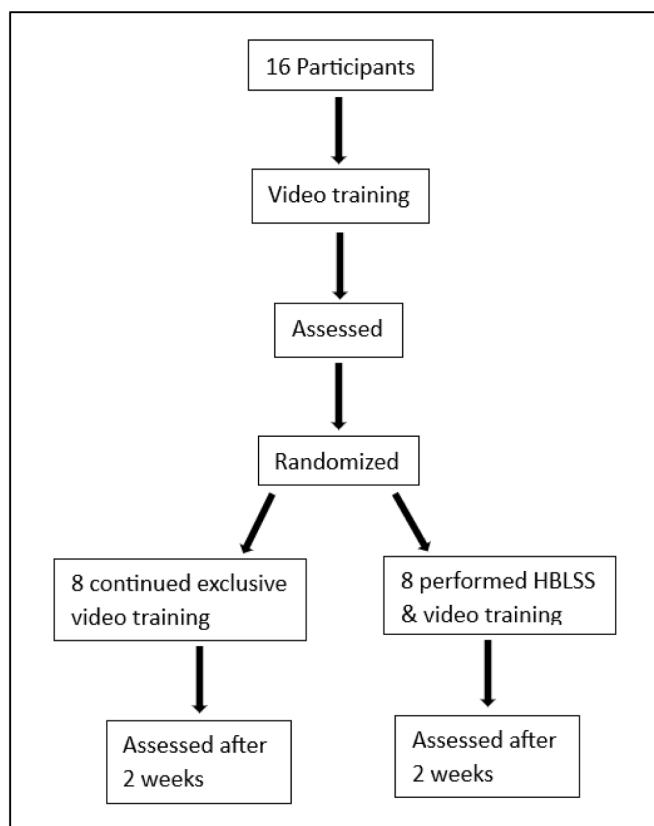 16 Participants
Video training
Assessed
Randomized
8 continued exclusive
video training
8 performed HBLSS
& video training
Assessed after
2 weeks
Assessed after
2 weeks